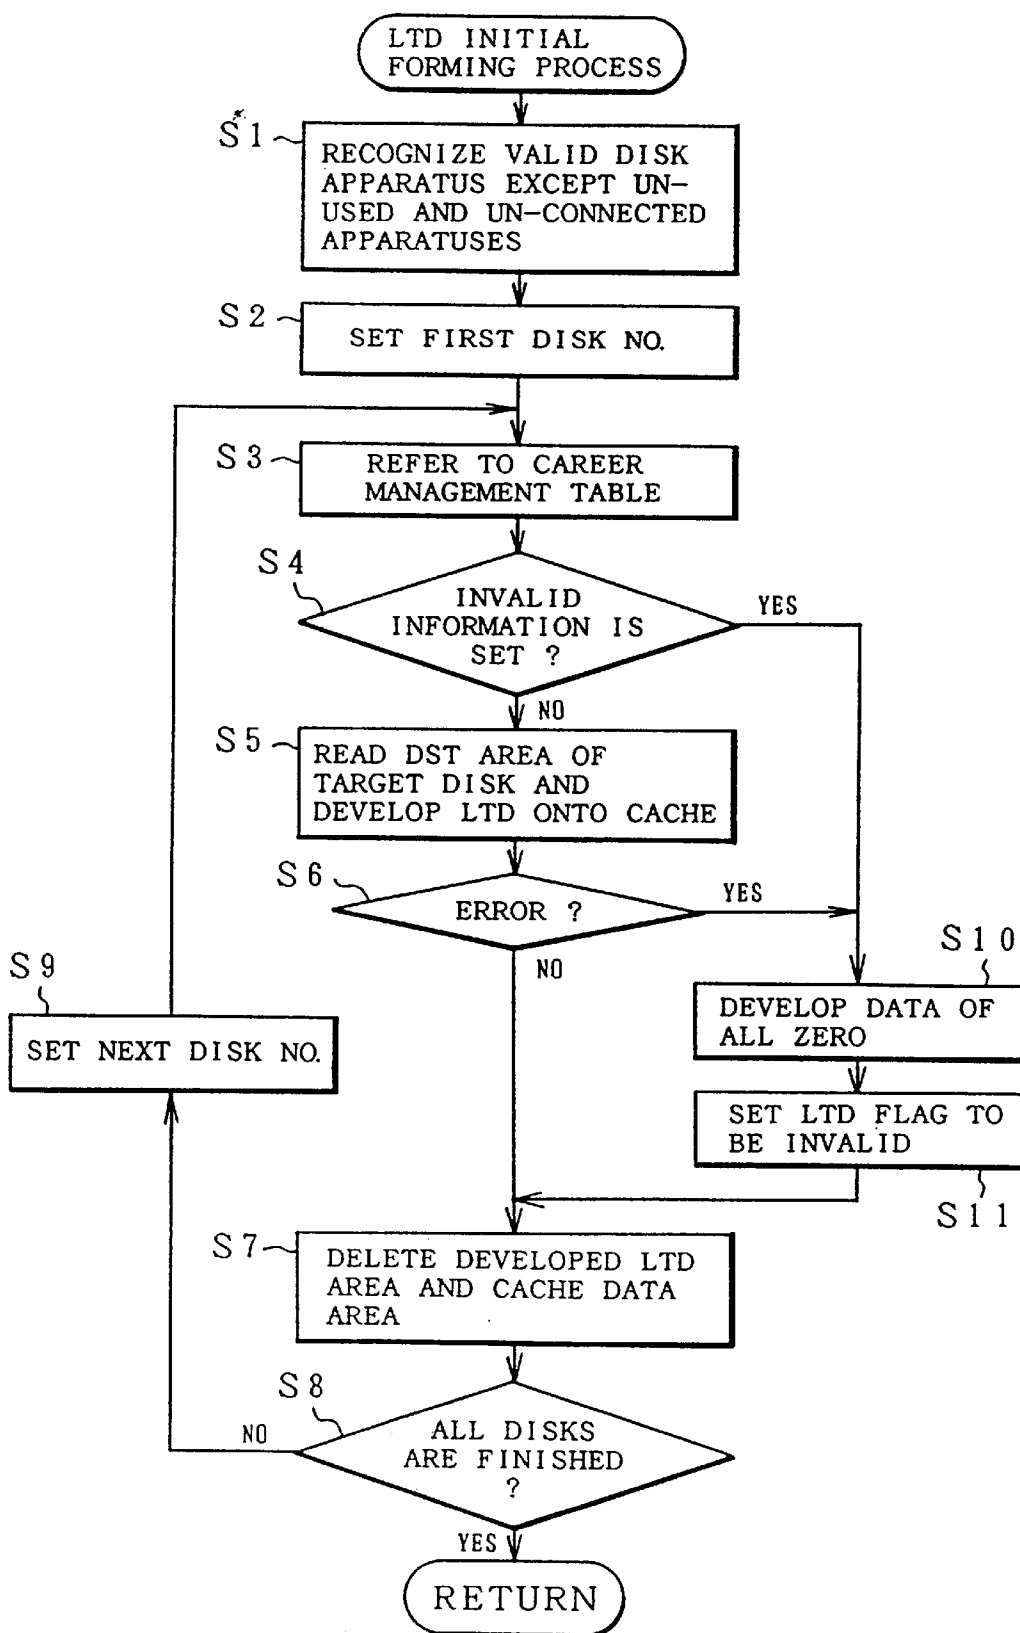 LTD INITIAL
FORMING PROCESS
S1
RECOGNIZE VALID DISK
APPARATUS EXCEPT UN-
USED AND UN-CONNECTED
APPARATUSES
S2
SET FIRST DISK NO.
S3
REFER TO CAREER
MANAGEMENT TABLE
S4
INVALID
INFORMATION IS
SET ?
YES
NO
S5
READ DST AREA OF
TARGET DISK AND
DEVELOP LTD ONTO CACHE
S6
ERROR ?
YES
NO
S10
DEVELOP DATA OF
ALL ZERO
S9
SET NEXT DISK NO.
SET LTD FLAG TO
BE INVALID
S11
S7
DELETE DEVELOPED LTD
AREA AND CACHE DATA
AREA
S8
ALL DISKS
ARE FINISHED
?
NO
YES
RETURN